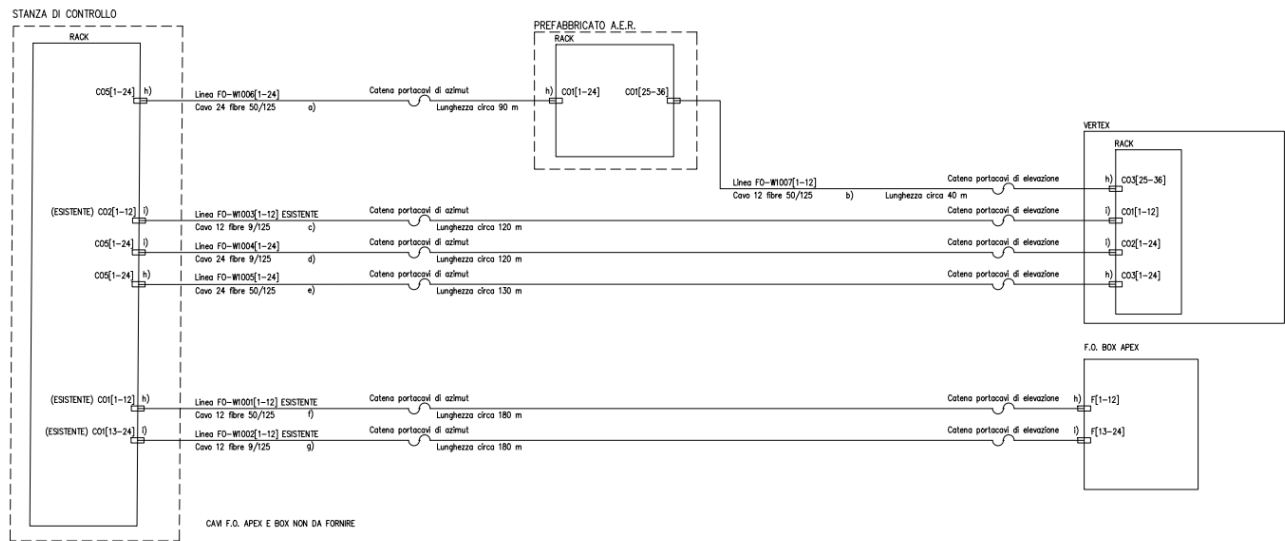 STANZA DI CONTROLLO
RACK
PREFABBRICATO A.E.R.
RACK
C05[1-24] h)
Linea FO-W1006[1-24]
Cavo 24 fibre 50/125 a)
Catena portacavi di azimut
Lunghezza circa 90 m
h) C01[1-24]
C01[25-36]
VERTEX
RACK
Linea FO-W1007[1-12]
Cavo 12 fibre 50/125 b)
Lunghezza circa 40 m
Catena portacavi di elevazione
h) C03[25-36]
(ESISTENTE) C02[1-12] i)
Linea FO-W1003[1-12] ESISTENTE
Cavo 12 fibre 9/125 c)
Catena portacavi di azimut
Lunghezza circa 120 m
Catena portacavi di elevazione
i) C01[1-12]
C05[1-24] i)
Linea FO-W1004[1-24]
Cavo 24 fibre 9/125 d)
Catena portacavi di azimut
Lunghezza circa 120 m
Catena portacavi di elevazione
i) C02[1-24]
C05[1-24] h)
Linea FO-W1005[1-24]
Cavo 24 fibre 50/125 e)
Catena portacavi di azimut
Lunghezza circa 130 m
Catena portacavi di elevazione
h) C03[1-24]
F.O. BOX APEX
(ESISTENTE) C01[1-12] h)
Linea FO-W1001[1-12] ESISTENTE
Cavo 12 fibre 50/125 f)
Catena portacavi di azimut
Lunghezza circa 180 m
Catena portacavi di elevazione
h) F[1-12]
(ESISTENTE) C01[13-24] i)
Linea FO-W1002[1-12] ESISTENTE
Cavo 12 fibre 9/125 g)
Catena portacavi di azimut
Lunghezza circa 180 m
Catena portacavi di elevazione
i) F[13-24]
CAVI F.O. APEX E BOX NON DA FORNIRE